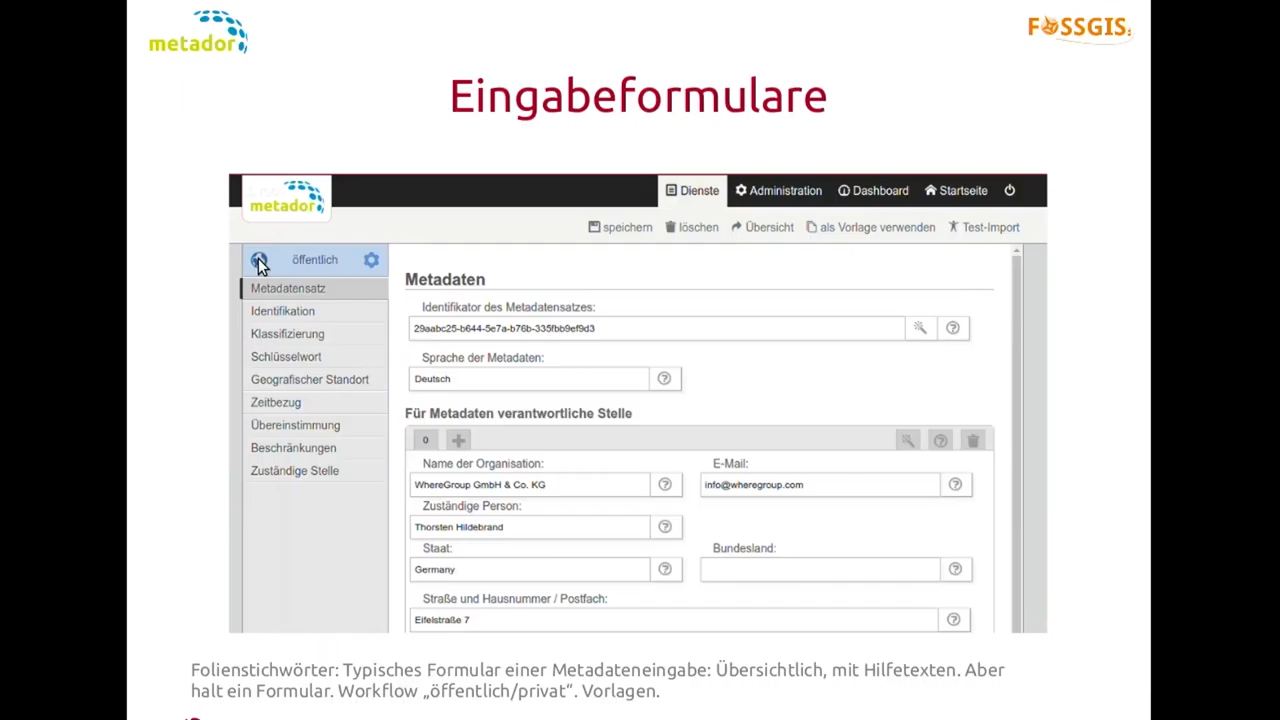 metador
FOSSGIS
Eingabeformulare
metador
Dienste Administration Dashboard Startseite
speichern löschen Übersicht als Vorlage verwenden Test-Import
öffentlich
Metadatensatz
Identifikation
Klassifizierung
Schlüsselwort
Geografischer Standort
Zeitbezug
Übereinstimmung
Beschränkungen
Zuständige Stelle
Metadaten
Identifikator des Metadatensatzes:
29aabc25-b644-5e7a-b76b-335fbb9ef9d3
Sprache der Metadaten:
Deutsch
Für Metadaten verantwortliche Stelle
0
Name der Organisation: E-Mail:
WhereGroup GmbH & Co. KG info@wheregroup.com
Zuständige Person:
Thorsten Hildebrand
Staat: Bundesland:
Germany
Straße und Hausnummer / Postfach:
Eifelstraße 7
Folienstichwörter: Typisches Formular einer Metadateneingabe: Übersichtlich, mit Hilfetexten. Aber
halt ein Formular. Workflow „öffentlich/privat“. Vorlagen.